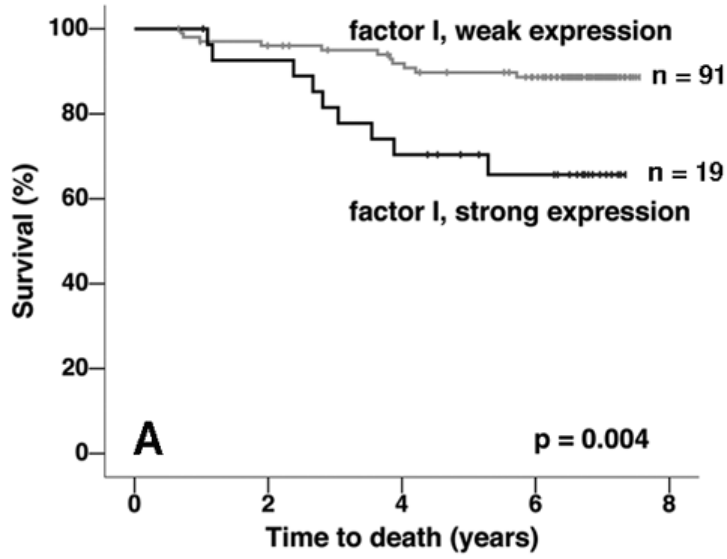 factor I, weak expression
n = 91
n = 19
factor I, strong expression
A
p = 0.004
Survival (%)
100
80
60
40
20
0
0 2 4 6 8
Time to death (years)